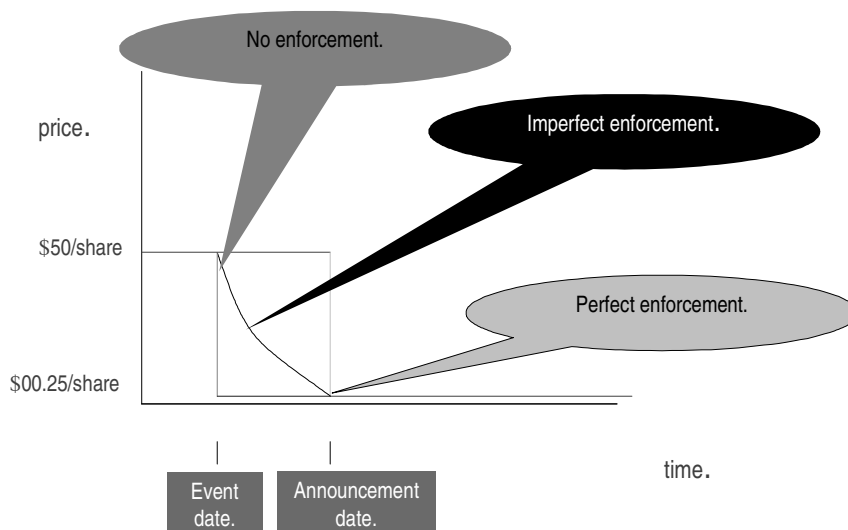 No enforcement.
price.
Imperfect enforcement.
$50/share
Perfect enforcement.
$00.25/share
time.
Event
date.
Announcement
date.